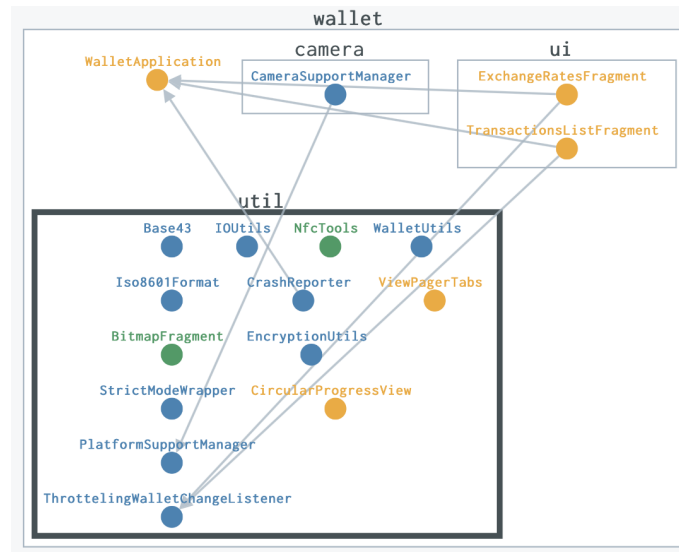 wallet
WalletApplication
camera
CameraSupportManager
ui
ExchangeRatesFragment
TransactionsListFragment
util
Base43
IOUtils
NfcTools
WalletUtils
Iso8601Format
CrashReporter
ViewPagerTabs
BitmapFragment
EncryptionUtils
StrictModeWrapper
CircularProgressView
PlatformSupportManager
ThrottelingWalletChangeListener